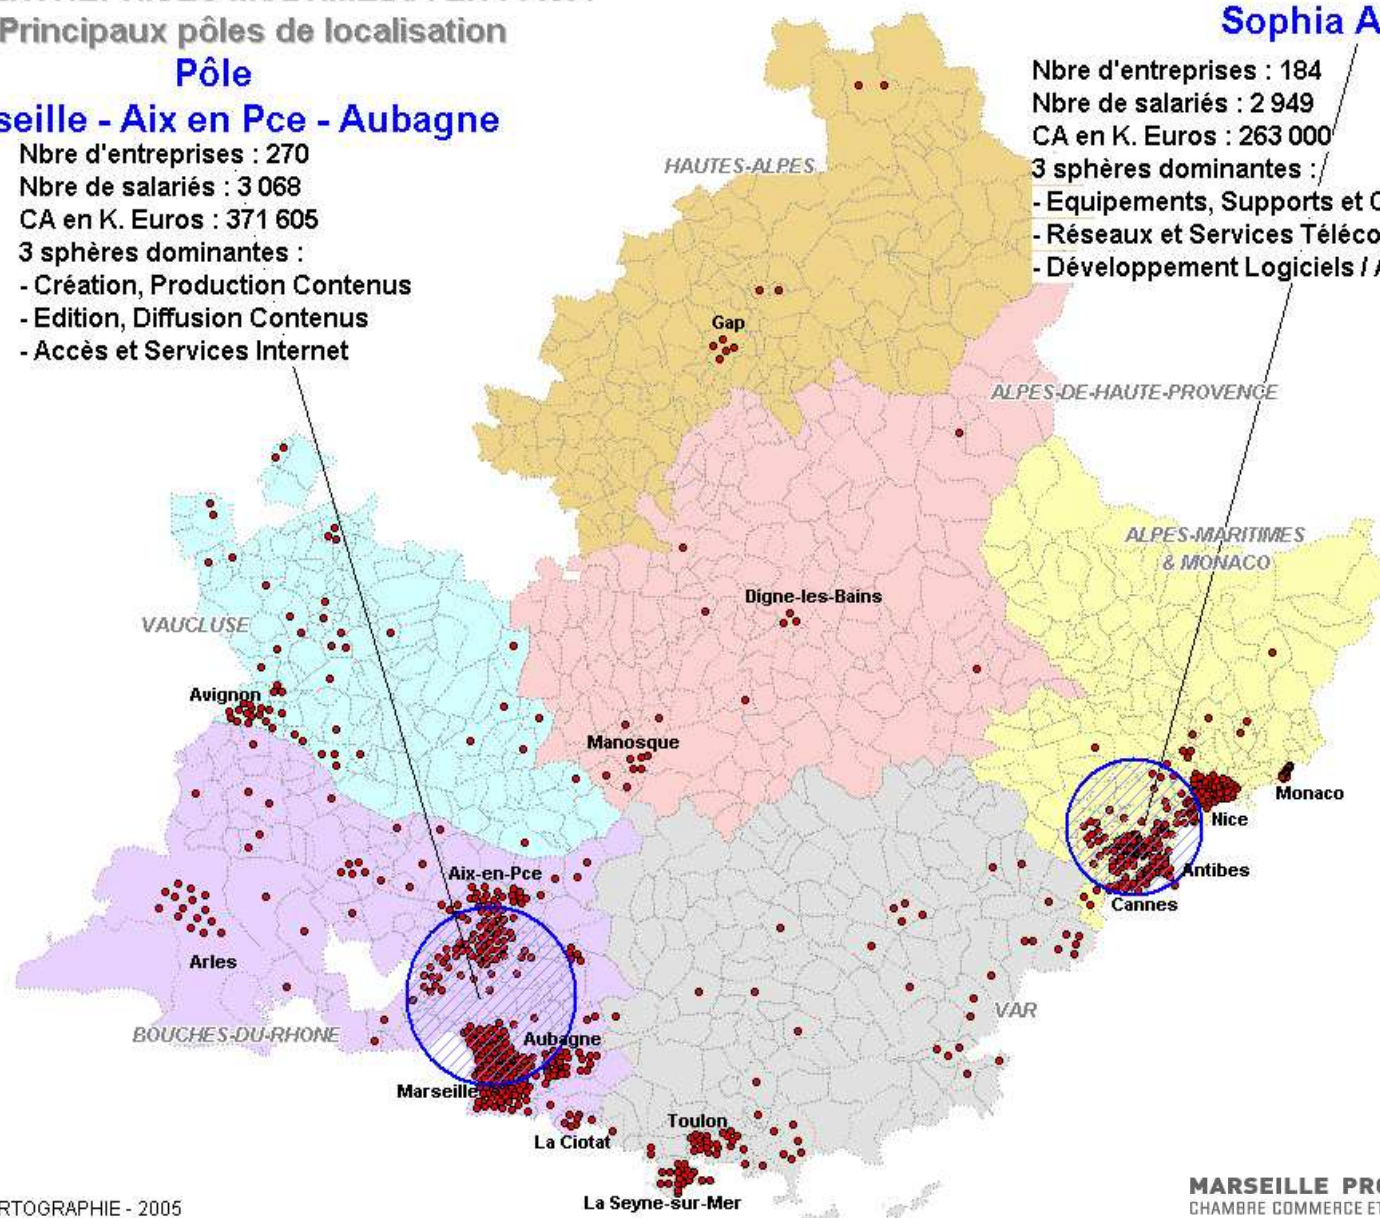 Principaux pôles de localisation
Pôle
seille - Aix en Pce - Aubagne
Nbre d'entreprises : 270
Nbre de salariés : 3 068
CA en K. Euros : 371 605
3 sphères dominantes :
- Création, Production Contenus
- Edition, Diffusion Contenus
- Accès et Services Internet
Sophia A
Nbre d'entreprises : 184
Nbre de salariés : 2 949
CA en K. Euros : 263 000
3 sphères dominantes :
- Equipements, Supports et C
- Réseaux et Services Téléco
- Développement Logiciels / A
HAUTES-ALPES
Gap
ALPES-DE-HAUTE-PROVENCE
ALPES-MARITIMES
& MONACO
Digne-les-Bains
VAUCLUSE
Avignon
Manosque
Monaco
Nice
Antibes
Cannes
Aix-en-Pce
Arles
VAR
BOUCHES-DU-RHONE
Aubagne
Marseille
Toulon
La Ciotat
La Seyne-sur-Mer
RTOGRAPHIE - 2005
MARSEILLE PRO
CHAMBRE COMMERCE ET